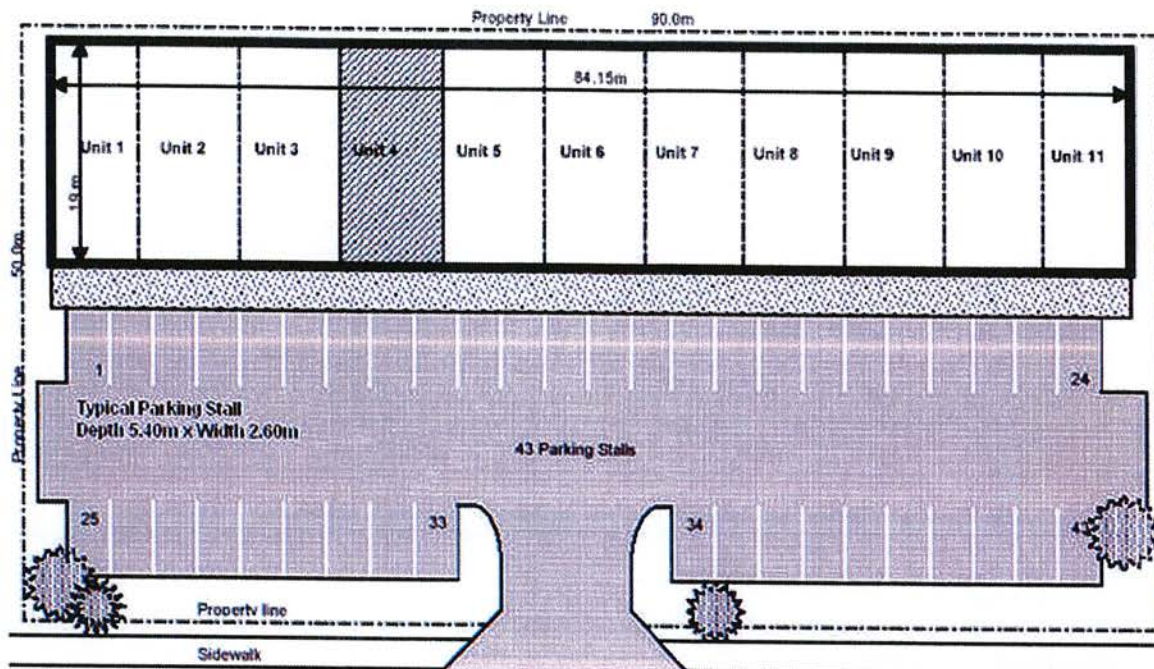 Property Line 90.0m
84.15m
Unit 1 Unit 2 Unit 3 Unit 4 Unit 5 Unit 6 Unit 7 Unit 8 Unit 9 Unit 10 Unit 11
19 m
Property Line 50.0m
1
24
Typical Parking Stall
Depth 5.40m x Width 2.60m
43 Parking Stalls
25
33
34
43
Property line
Sidewalk